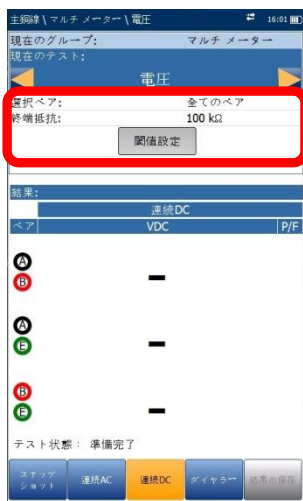 主銅線 \ マルチ メーター \ 電圧 16:01
現在のグループ: マルチ メーター
現在のテスト:
電圧
選択ペア: 全てのペア
終端抵抗: 100 kΩ
閾値設定
結果:
連続DC
ペア VDC P/F
A
B
A
E
B
E
テスト状態: 準備完了
スナップ
ショット
連続AC
連続DC
ダイヤラー
結果の保存